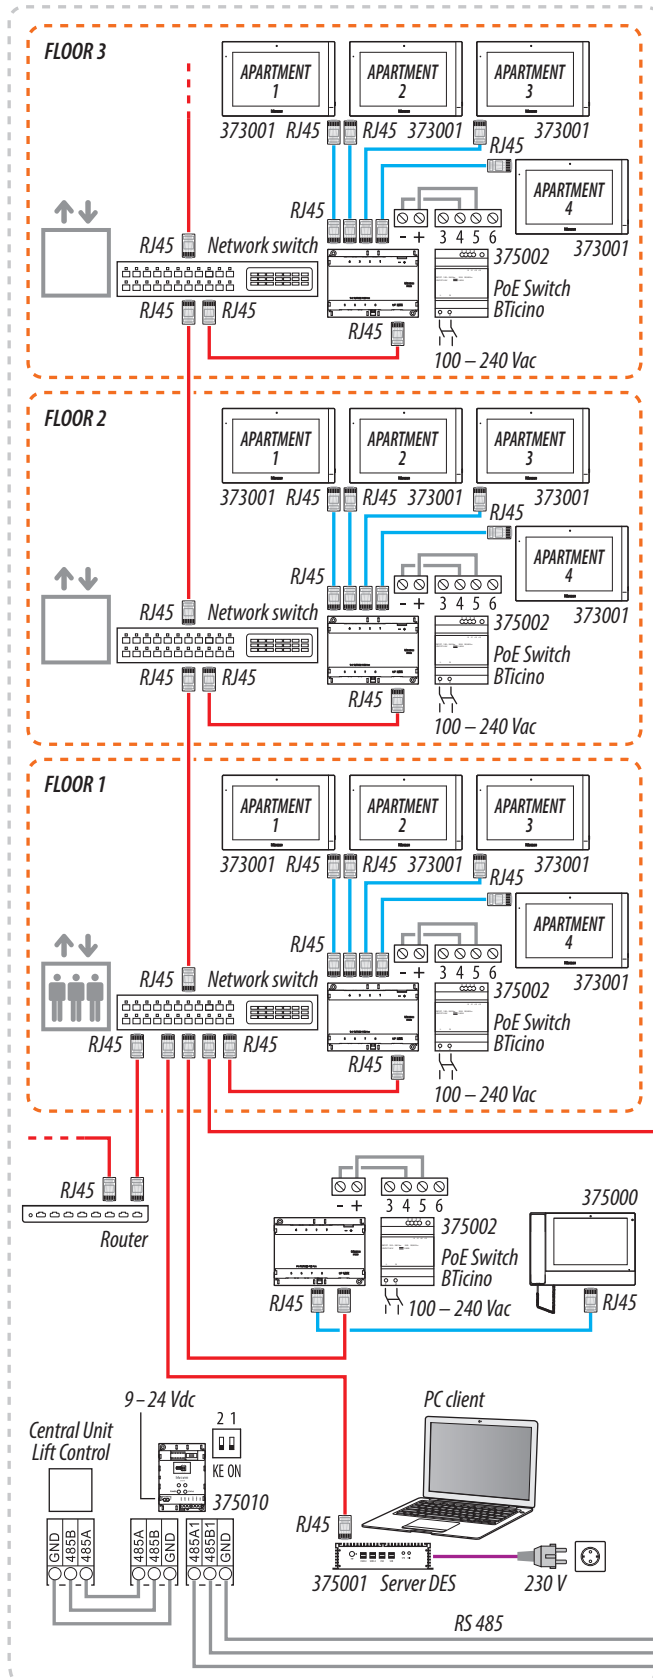 FLOOR 3
APARTMENT 1
APARTMENT 2
APARTMENT 3
373001 RJ45 RJ45 373001 373001
RJ45
APARTMENT 4
373001
RJ45
- + 3 4 5 6
375002
PoE Switch
BTicino
RJ45 Network switch
RJ45 RJ45
RJ45
100 – 240 Vac
FLOOR 2
APARTMENT 1
APARTMENT 2
APARTMENT 3
373001 RJ45 RJ45 373001 373001
RJ45
APARTMENT 4
373001
RJ45
- + 3 4 5 6
375002
PoE Switch
BTicino
RJ45 Network switch
RJ45 RJ45
RJ45
100 – 240 Vac
FLOOR 1
APARTMENT 1
APARTMENT 2
APARTMENT 3
373001 RJ45 RJ45 373001 373001
RJ45
APARTMENT 4
373001
RJ45
- + 3 4 5 6
375002
PoE Switch
BTicino
RJ45 Network switch
RJ45 RJ45
RJ45
100 – 240 Vac
RJ45
Router
- + 3 4 5 6
375002
PoE Switch
BTicino
375000
RJ45
100 – 240 Vac
RJ45
9 – 24 Vdc
Central Unit
Lift Control
2 1
KE ON
375010
PC client
GND 485B 485A
485A 485B GND
485A1 485B1 GND
RJ45
375001 Server DES
230 V
RS 485